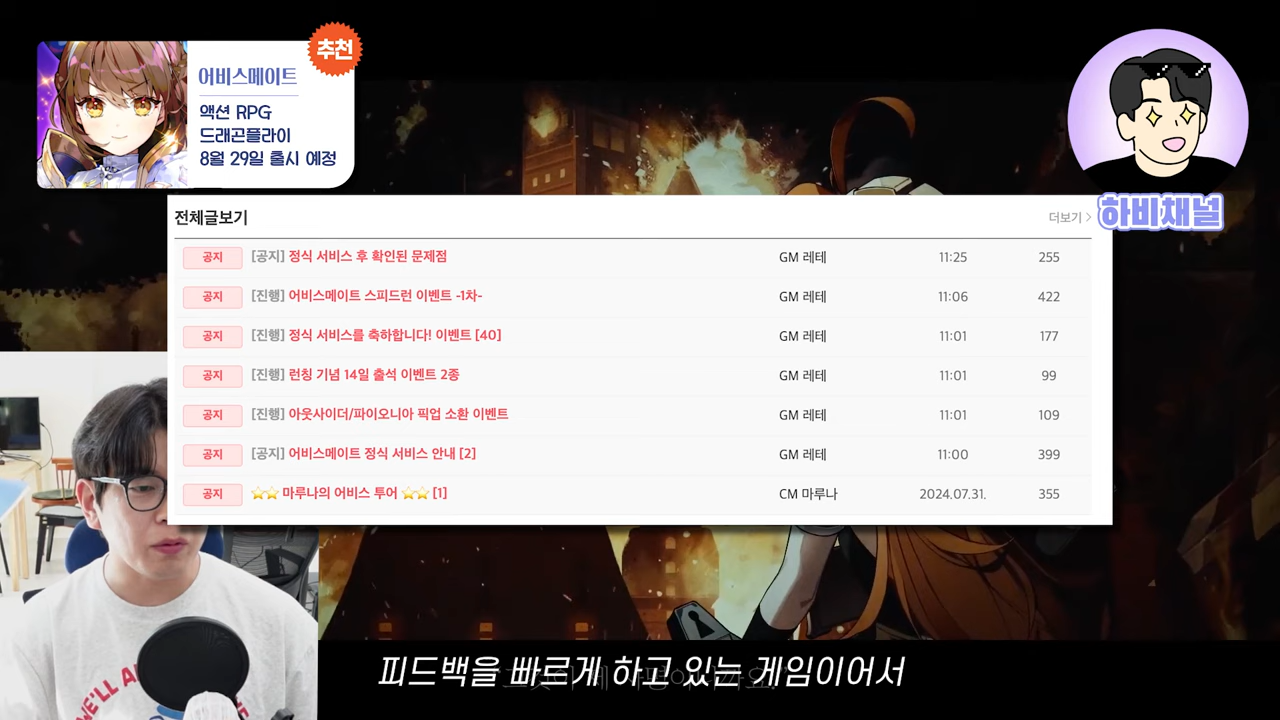 추천
어비스메이트
액션 RPG
드래곤플라이
8월 29일 출시 예정
하비채널
전체글보기 더보기 >
공지 [공지] 정식 서비스 후 확인된 문제점 GM 레테 11:25 255
공지 [진행] 어비스메이트 스피드런 이벤트 -1차- GM 레테 11:06 422
공지 [진행] 정식 서비스를 축하합니다! 이벤트 [40] GM 레테 11:01 177
공지 [진행] 런칭 기념 14일 출석 이벤트 2종 GM 레테 11:01 99
공지 [진행] 아웃사이더/파이오니아 픽업 소환 이벤트 GM 레테 11:01 109
공지 [공지] 어비스메이트 정식 서비스 안내 [2] GM 레테 11:00 399
공지 ⭐⭐ 마루나의 어비스 투어 ⭐⭐ [1] CM 마루나 2024.07.31. 355
WE'LL
피드백을 빠르게 하고 있는 게임이어서